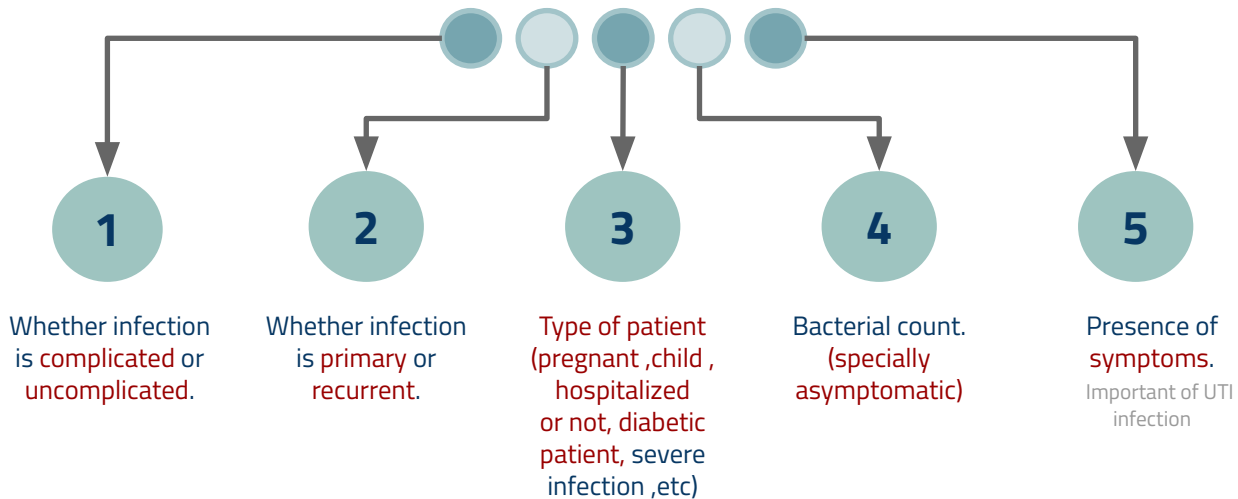 1
Whether infection
is complicated or
uncomplicated.
2
Whether infection
is primary or
recurrent.
3
Type of patient
(pregnant ,child ,
hospitalized
or not, diabetic
patient, severe
infection ,etc)
4
Bacterial count.
(specially
asymptomatic)
5
Presence of
symptoms.
Important of UTI
infection